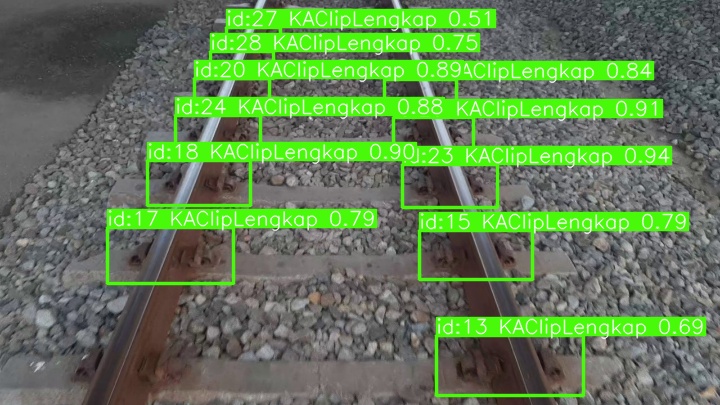 id:27 KAClipLengkap 0.51
id:28 KAClipLengkap 0.75
id:20 KAClipLengkap 0.89
KAClipLengkap 0.84
id:24 KAClipLengkap 0.88
KAClipLengkap 0.91
id:18 KAClipLengkap 0.90
id:23 KAClipLengkap 0.94
id:17 KAClipLengkap 0.79
id:15 KAClipLengkap 0.79
id:13 KAClipLengkap 0.69